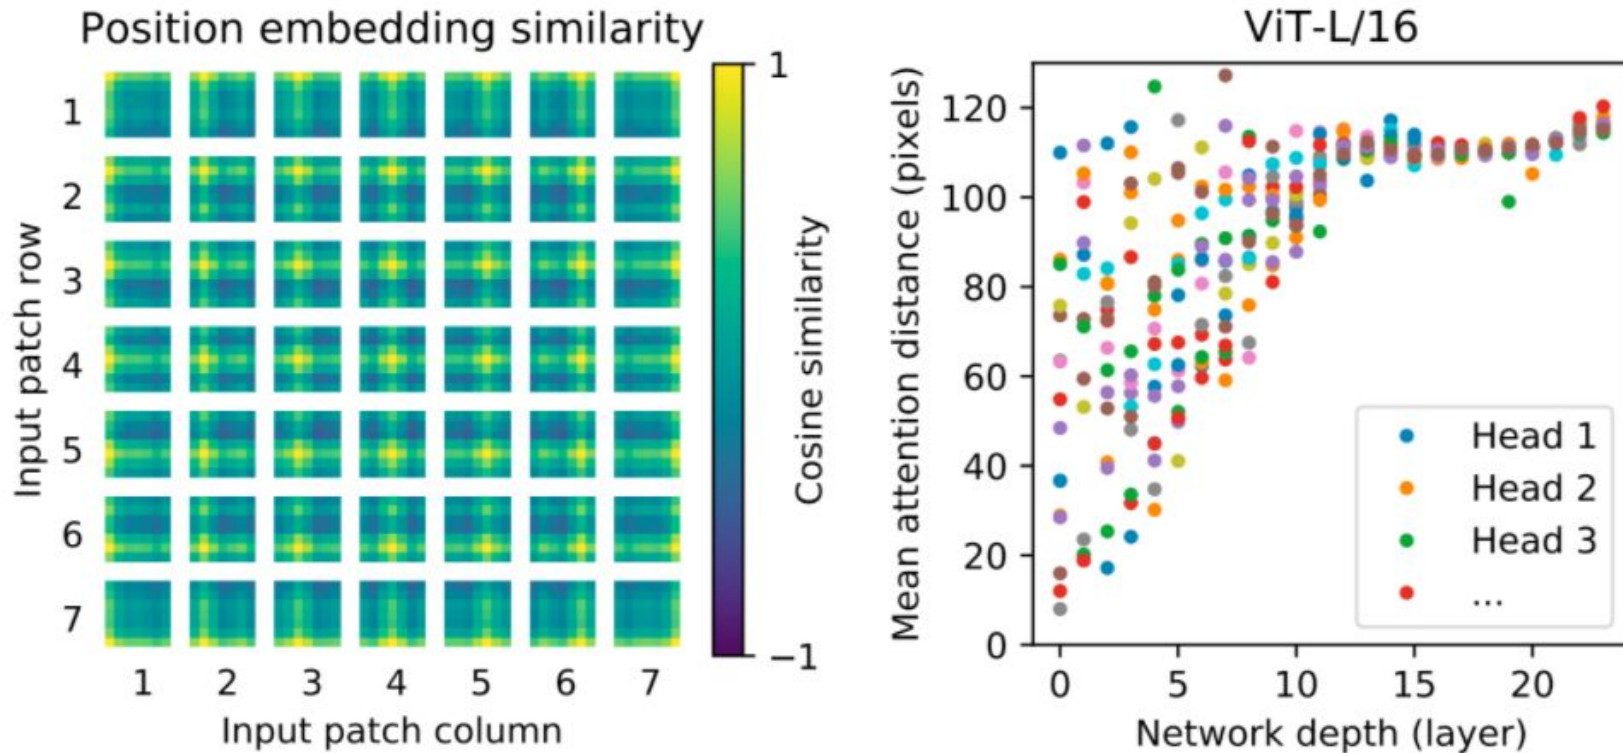 Position embedding similarity
Input patch row
1
2
3
4
5
6
7
1 2 3 4 5 6 7
Input patch column
1
−1
Cosine similarity
ViT-L/16
Mean attention distance (pixels)
120
100
80
60
40
20
0
0 5 10 15 20
Network depth (layer)
Head 1
Head 2
Head 3
...